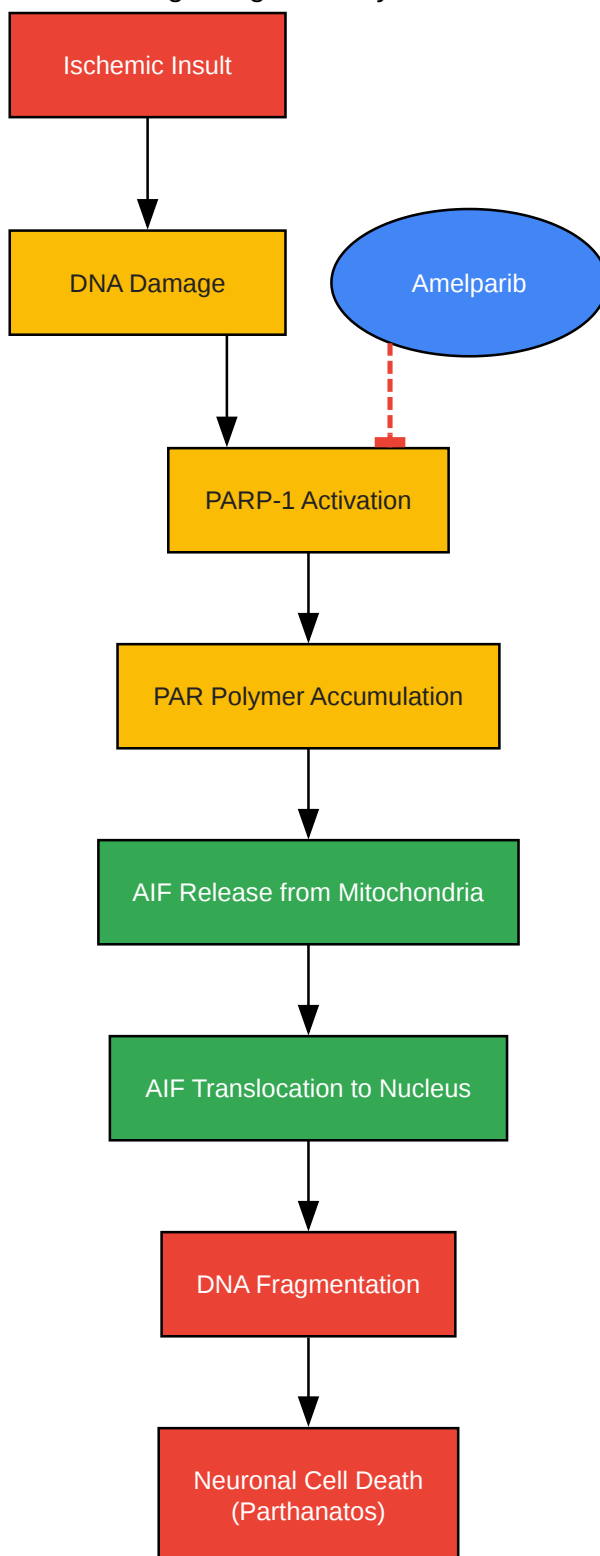 Ischemic Insult
DNA Damage
Amelparib
PARP-1 Activation
PAR Polymer Accumulation
AIF Release from Mitochondria
AIF Translocation to Nucleus
DNA Fragmentation
Neuronal Cell Death
(Parthanatos)